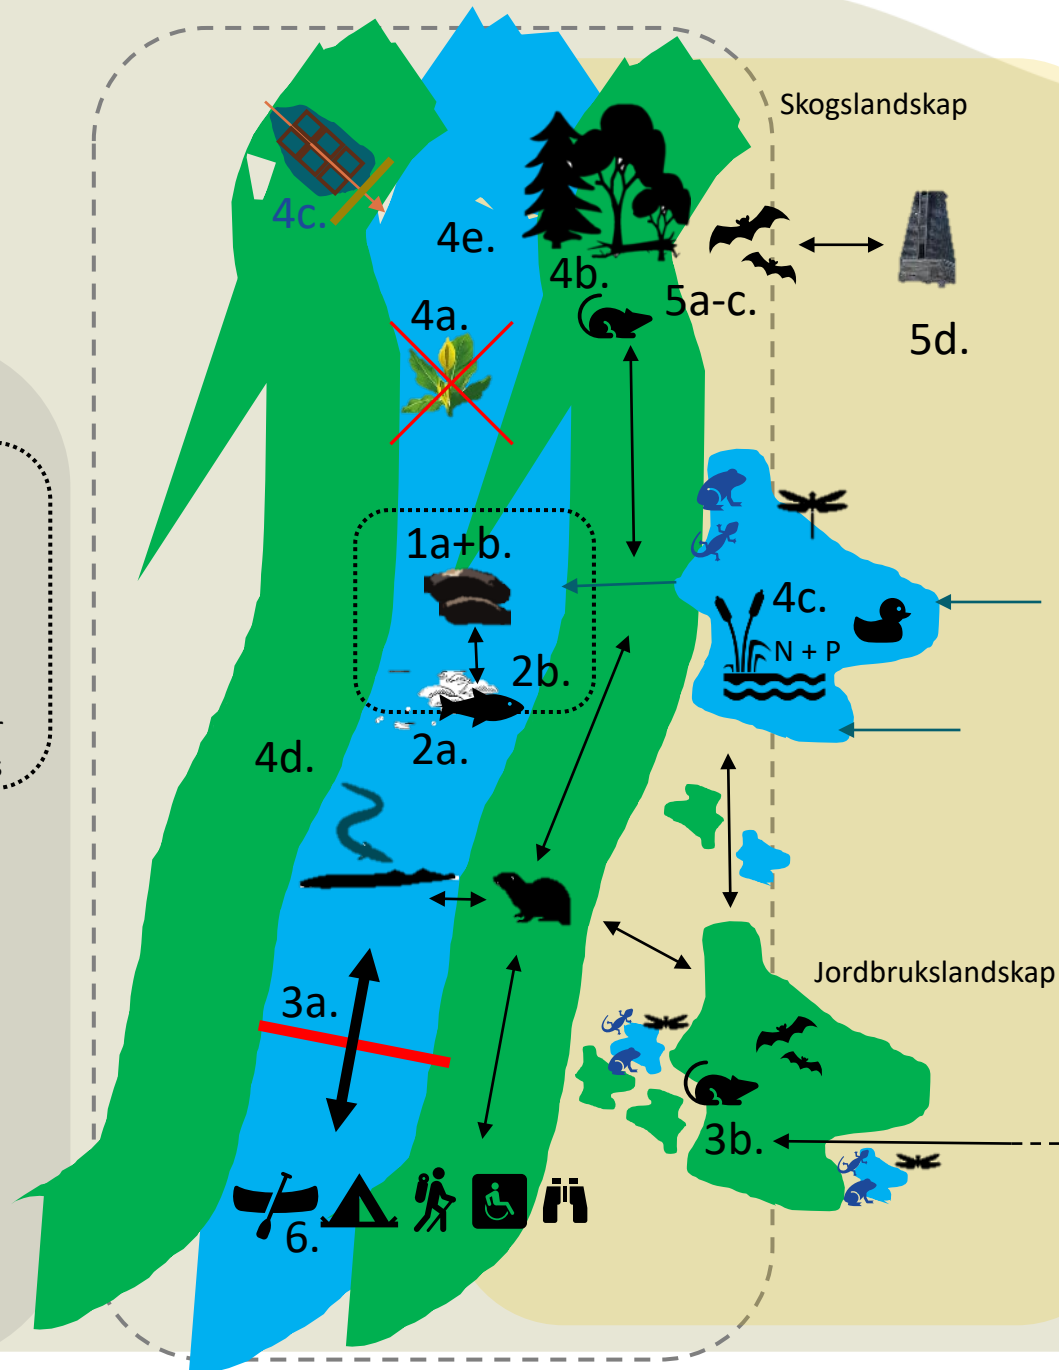 Skogslandskap
4c.
4e.
4b.
5a-c.
4a.
5d.
1a+b.
4c.
N + P
2b.
2a.
4d.
Jordbrukslandskap
3a.
3b.
6.